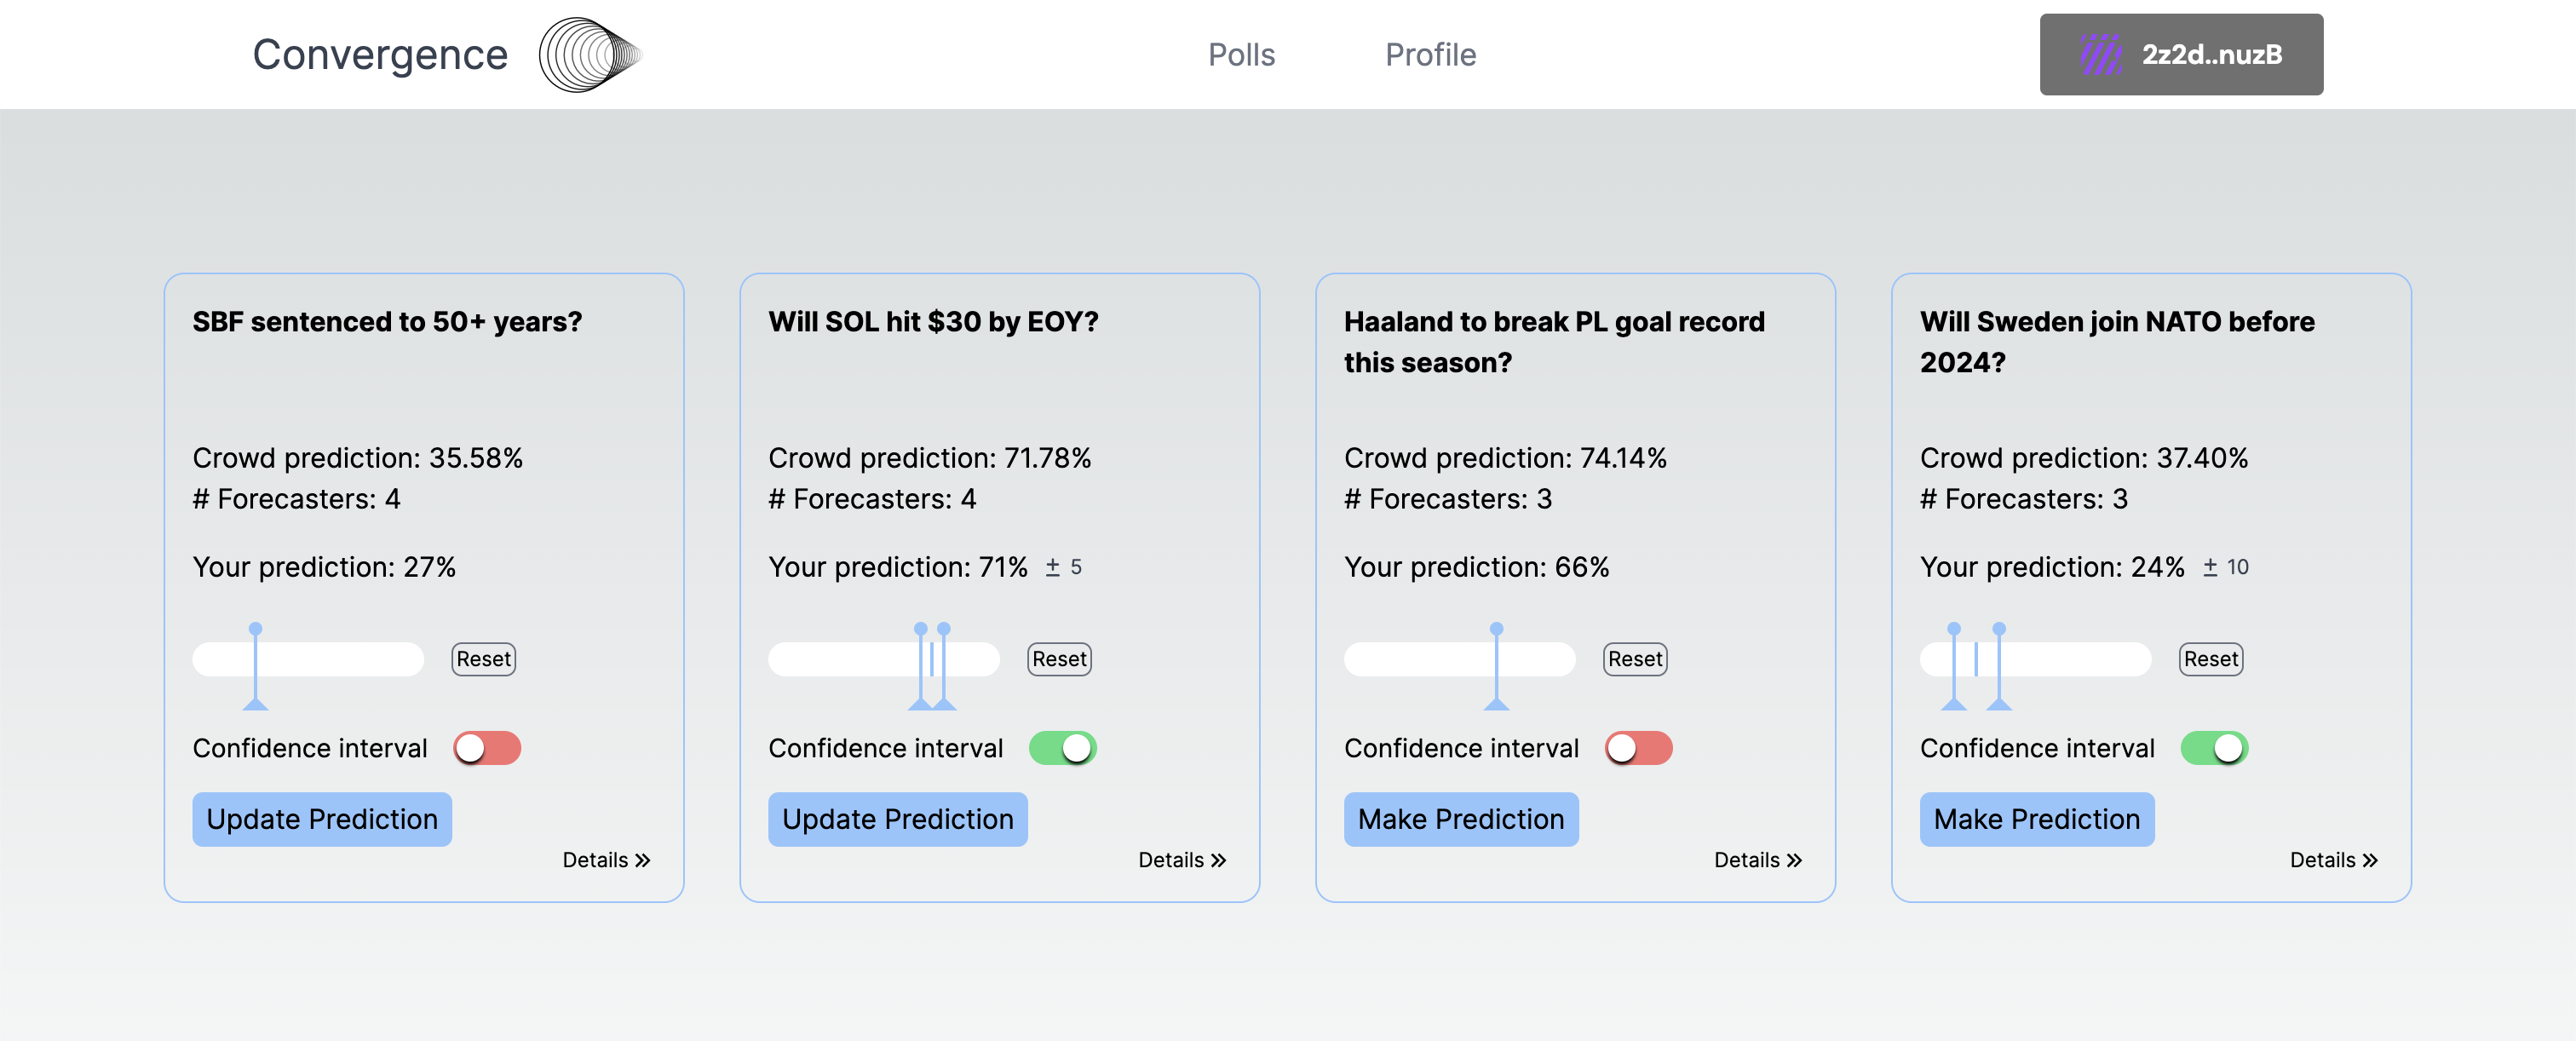 Convergence
Polls
Profile
2z2d..nuzB
SBF sentenced to 50+ years?
Crowd prediction: 35.58%
# Forecasters: 4
Your prediction: 27%
Reset
Confidence interval
Update Prediction
Details »
Will SOL hit $30 by EOY?
Crowd prediction: 71.78%
# Forecasters: 4
Your prediction: 71% ± 5
Reset
Confidence interval
Update Prediction
Details »
Haaland to break PL goal record
this season?
Crowd prediction: 74.14%
# Forecasters: 3
Your prediction: 66%
Reset
Confidence interval
Make Prediction
Details »
Will Sweden join NATO before
2024?
Crowd prediction: 37.40%
# Forecasters: 3
Your prediction: 24% ± 10
Reset
Confidence interval
Make Prediction
Details »